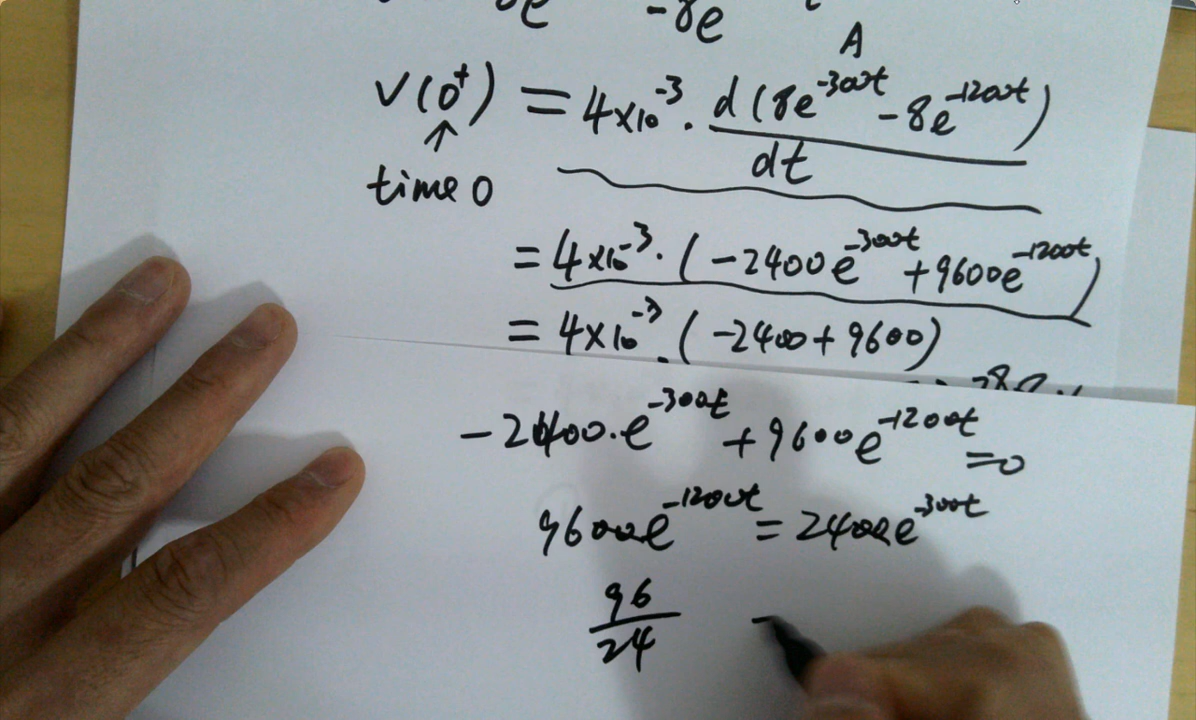 -8e
A
v(0⁺) = 4×10⁻³ · d(8e^-300t - 8e^-1200t) / dt
↑
time 0
= 4×10⁻³ · (-2400e^-300t + 9600e^-1200t)
= 4×10⁻³ · (-2400 + 9600)
-2400·e^-300t + 9600e^-1200t = 0
9600e^-1200t = 2400e^-300t
96/24